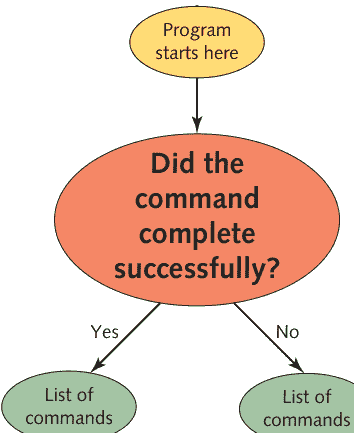 Program
starts here
Did the
command
complete
successfully?
Yes
No
List of
commands
List of
commands